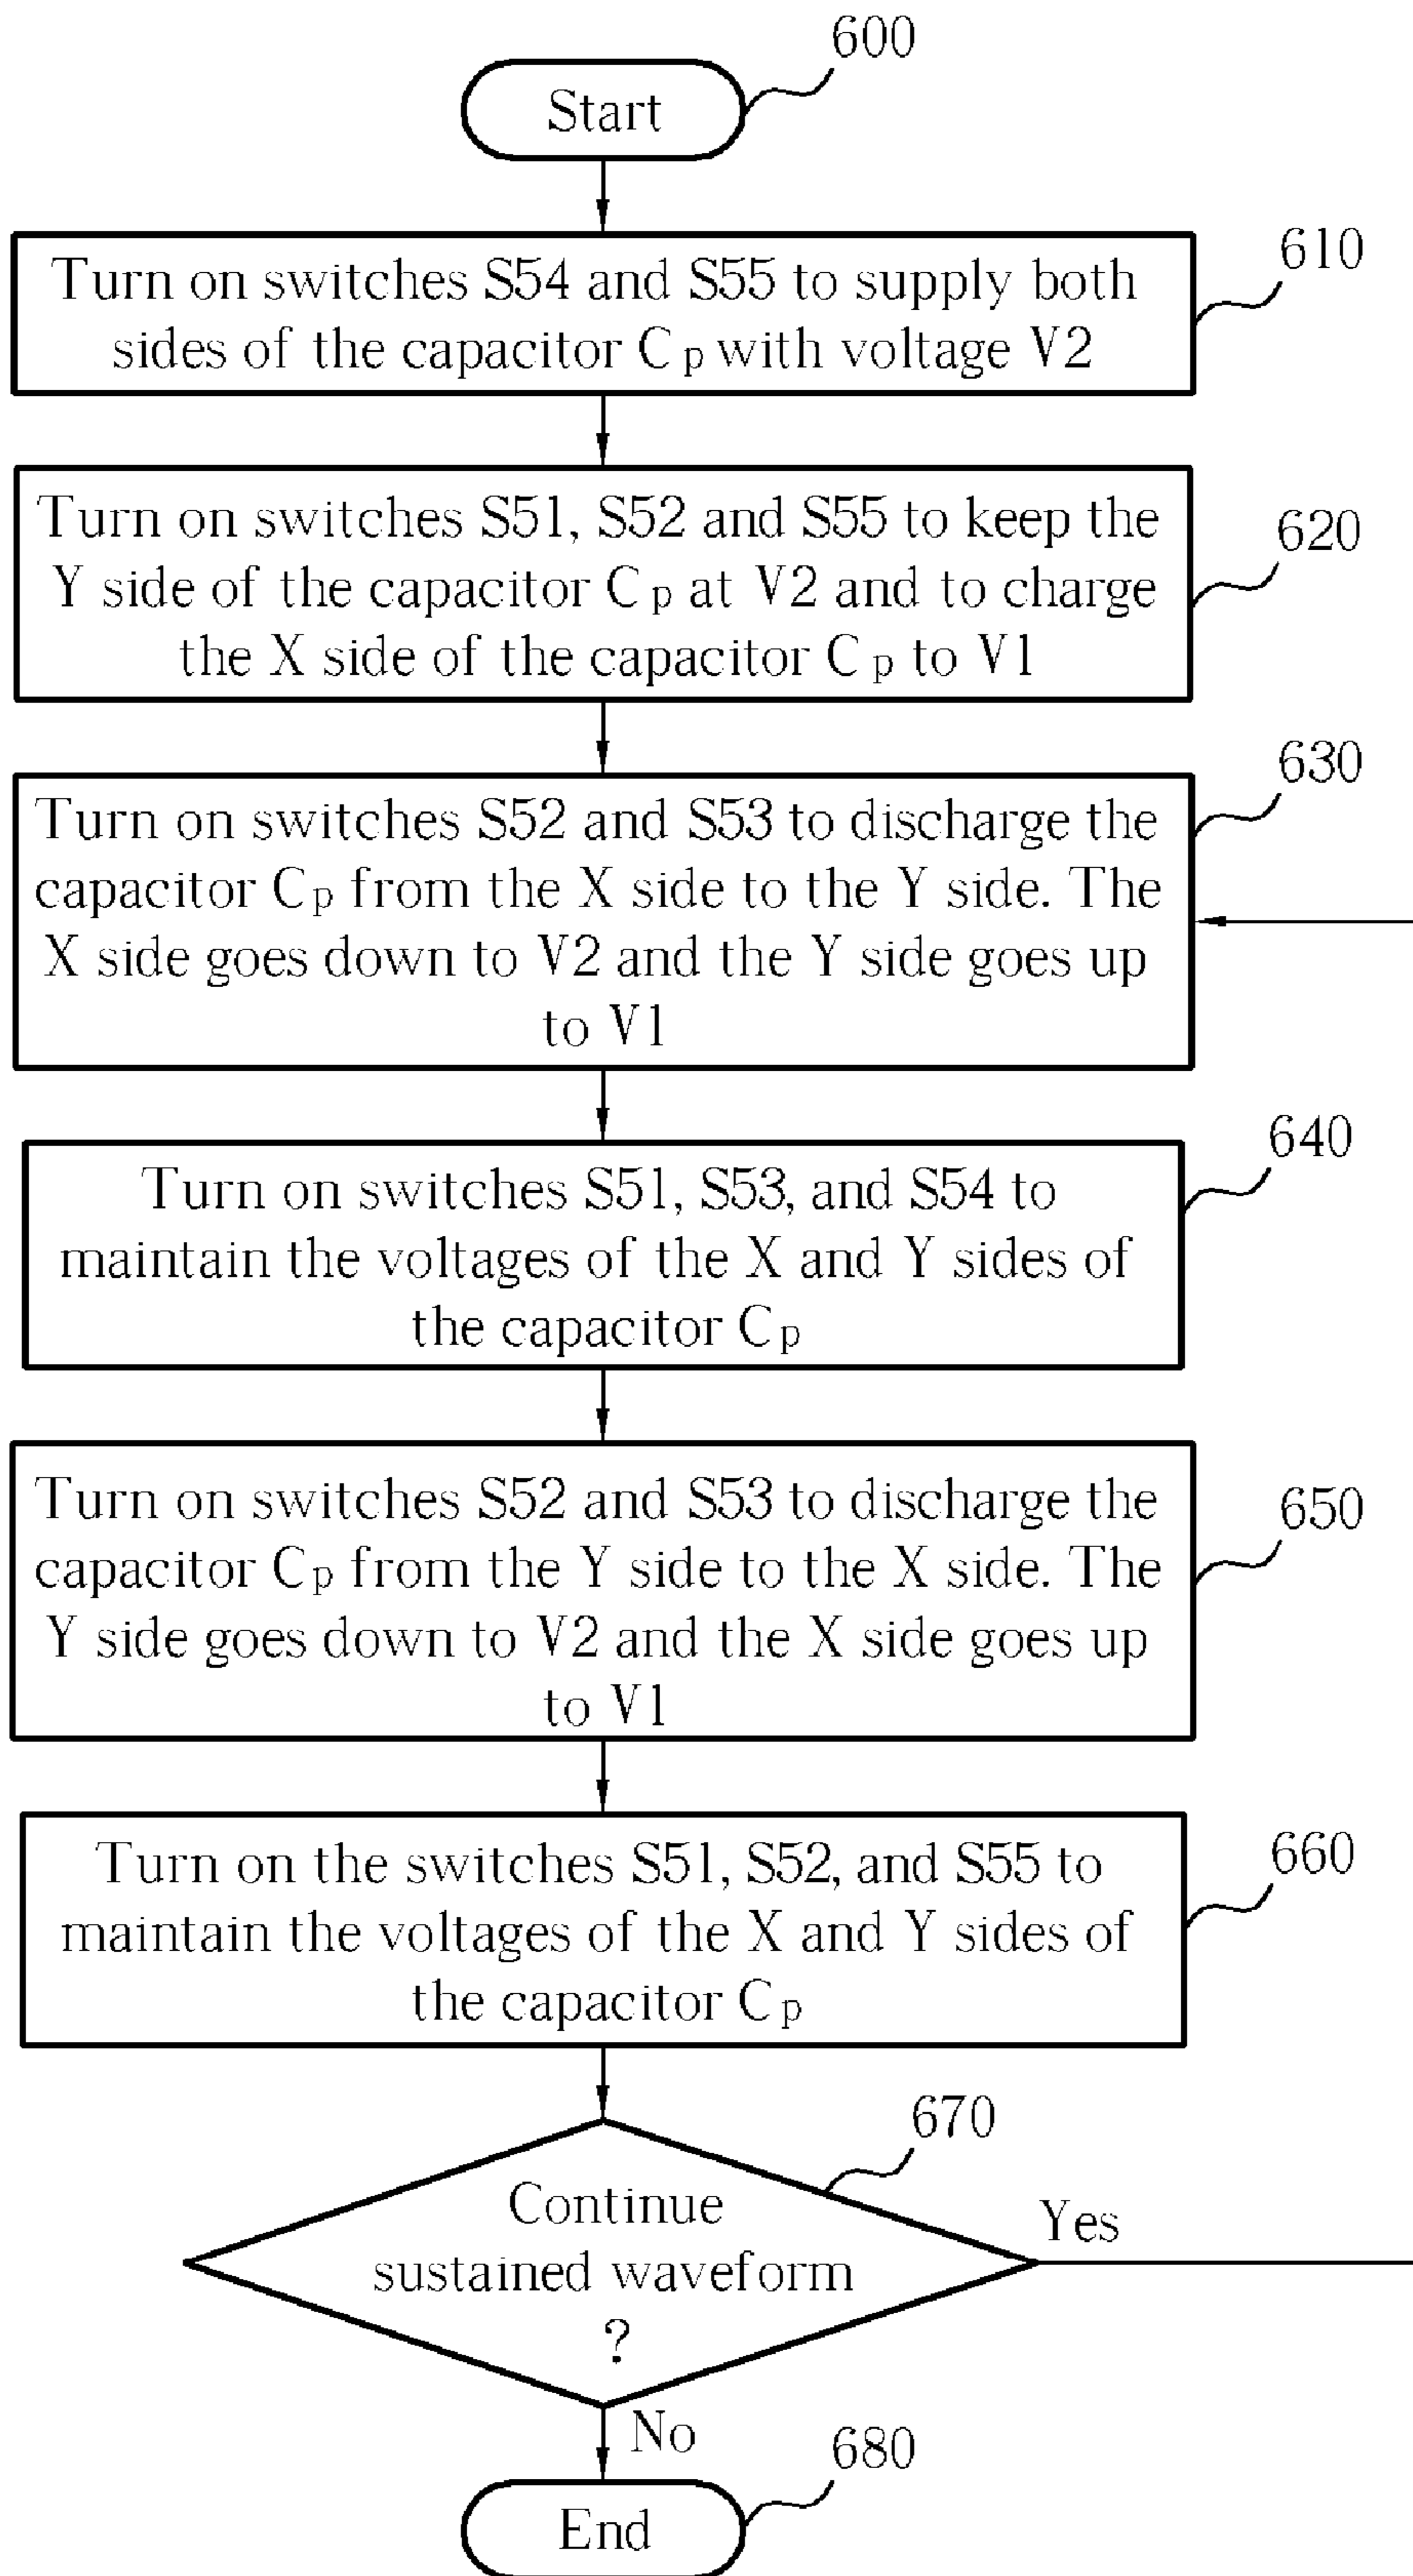 600
Start
610
Turn on switches S54 and S55 to supply both
sides of the capacitor Cp with voltage V2
620
Turn on switches S51, S52 and S55 to keep the
Y side of the capacitor Cp at V2 and to charge
the X side of the capacitor Cp to V1
630
Turn on switches S52 and S53 to discharge the
capacitor Cp from the X side to the Y side. The
X side goes down to V2 and the Y side goes up
to V1
640
Turn on switches S51, S53, and S54 to
maintain the voltages of the X and Y sides of
the capacitor Cp
650
Turn on switches S52 and S53 to discharge the
capacitor Cp from the Y side to the X side. The
Y side goes down to V2 and the X side goes up
to V1
660
Turn on the switches S51, S52, and S55 to
maintain the voltages of the X and Y sides of
the capacitor Cp
670
Continue
sustained waveform
?
Yes
No
680
End